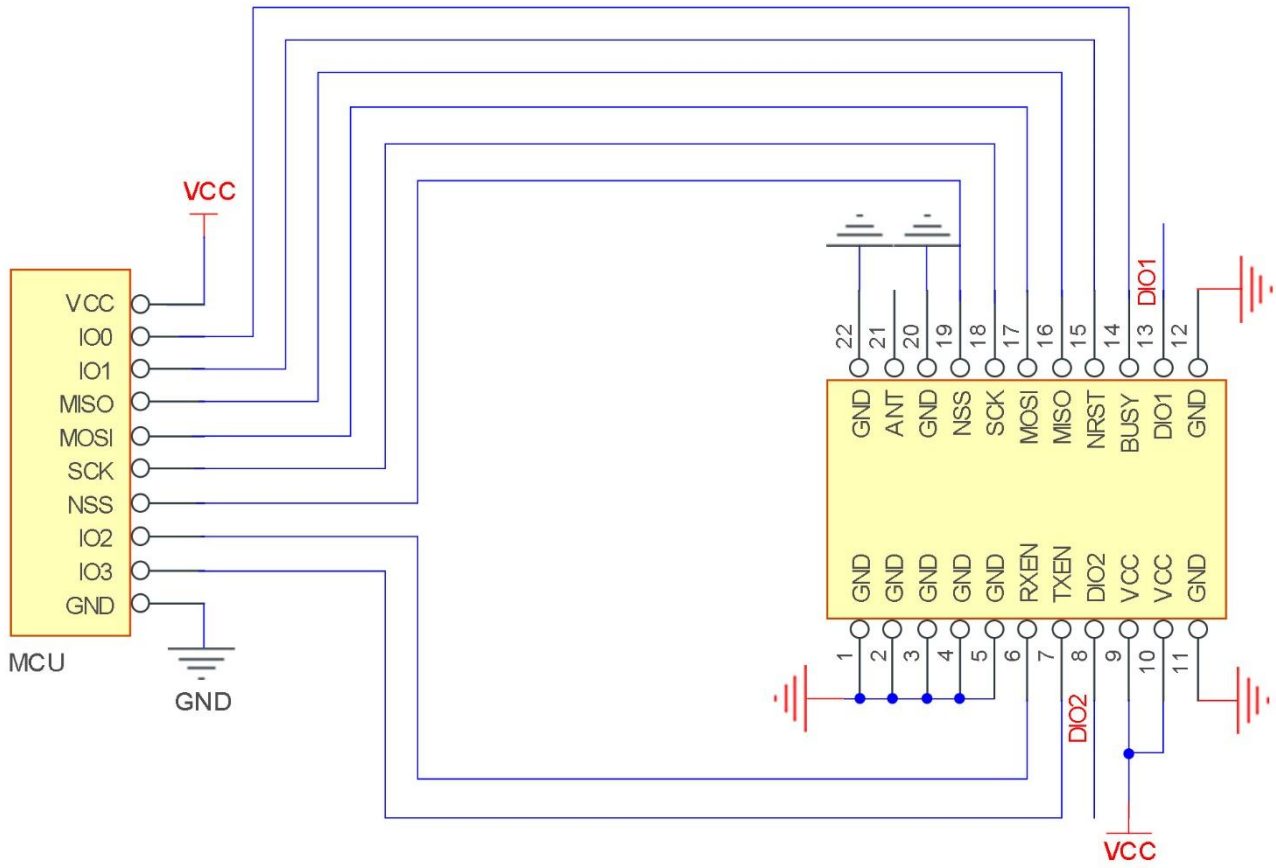 VCC
VCC
IO0
IO1
MISO
MOSI
SCK
NSS
IO2
IO3
GND
MCU
GND
DIO1
22 21 20 19 18 17 16 15 14 13 12
GND ANT GND NSS SCK MOSI MISO NRST BUSY DIO1 GND
GND GND GND GND GND RXEN TXEN DIO2 VCC VCC GND
1 2 3 4 5 6 7 8 9 10 11
DIO2
VCC